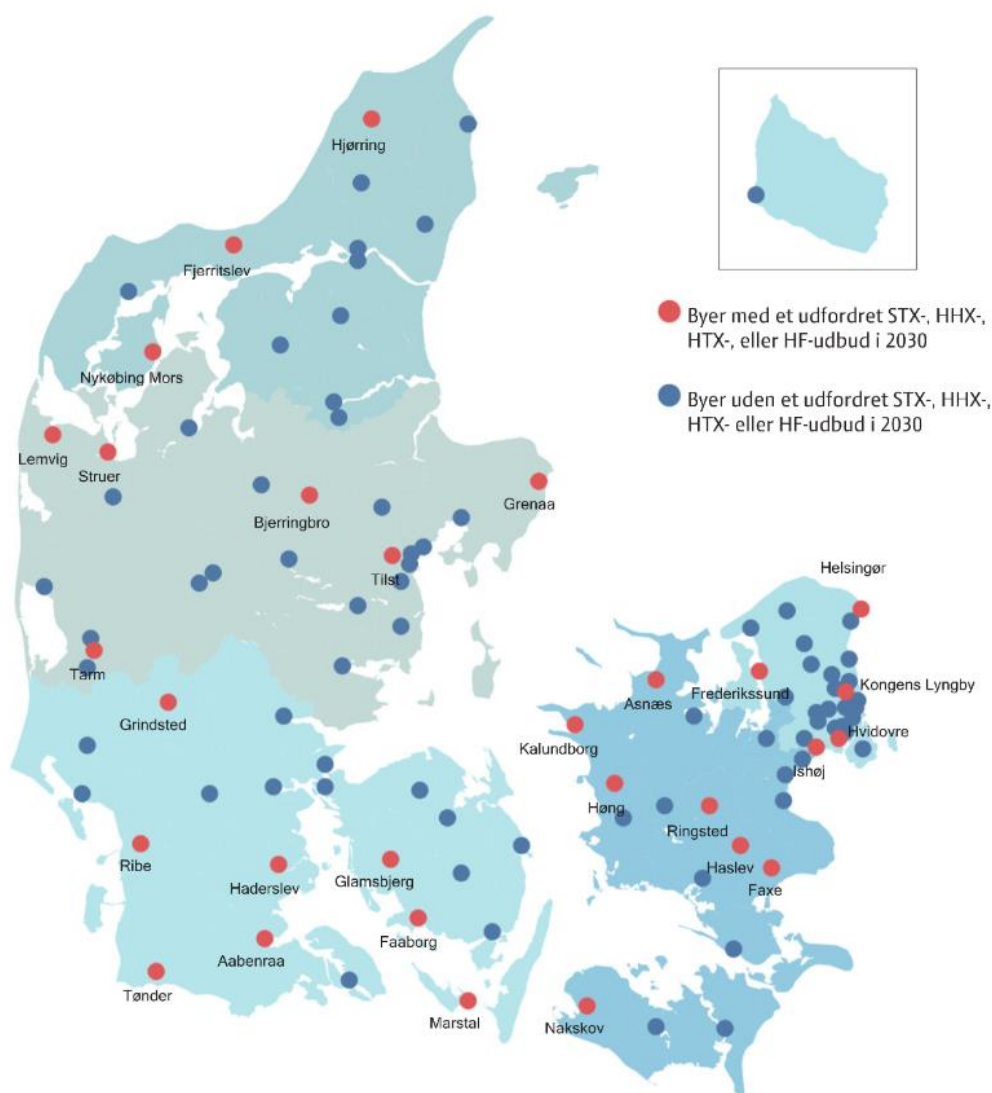 Hjørring
Fjerritslev
Byer med et udfordret STX-, HHX-,
HTX-, eller HF-udbud i 2030
Nykøbing Mors
Byer uden et udfordret STX-, HHX-,
HTX- eller HF-udbud i 2030
Lemvig
Struer
Grenaa
Bjerringbro
Tilst
Helsingør
Tarm
Asnæs
Frederikssund
Kongens Lyngby
Grindsted
Kalundborg
Hvidovre
Ishøj
Høng
Ringsted
Ribe
Haderslev
Glamsbjerg
Haslev
Faxe
Faaborg
Aabenraa
Tønder
Marstal
Nakskov